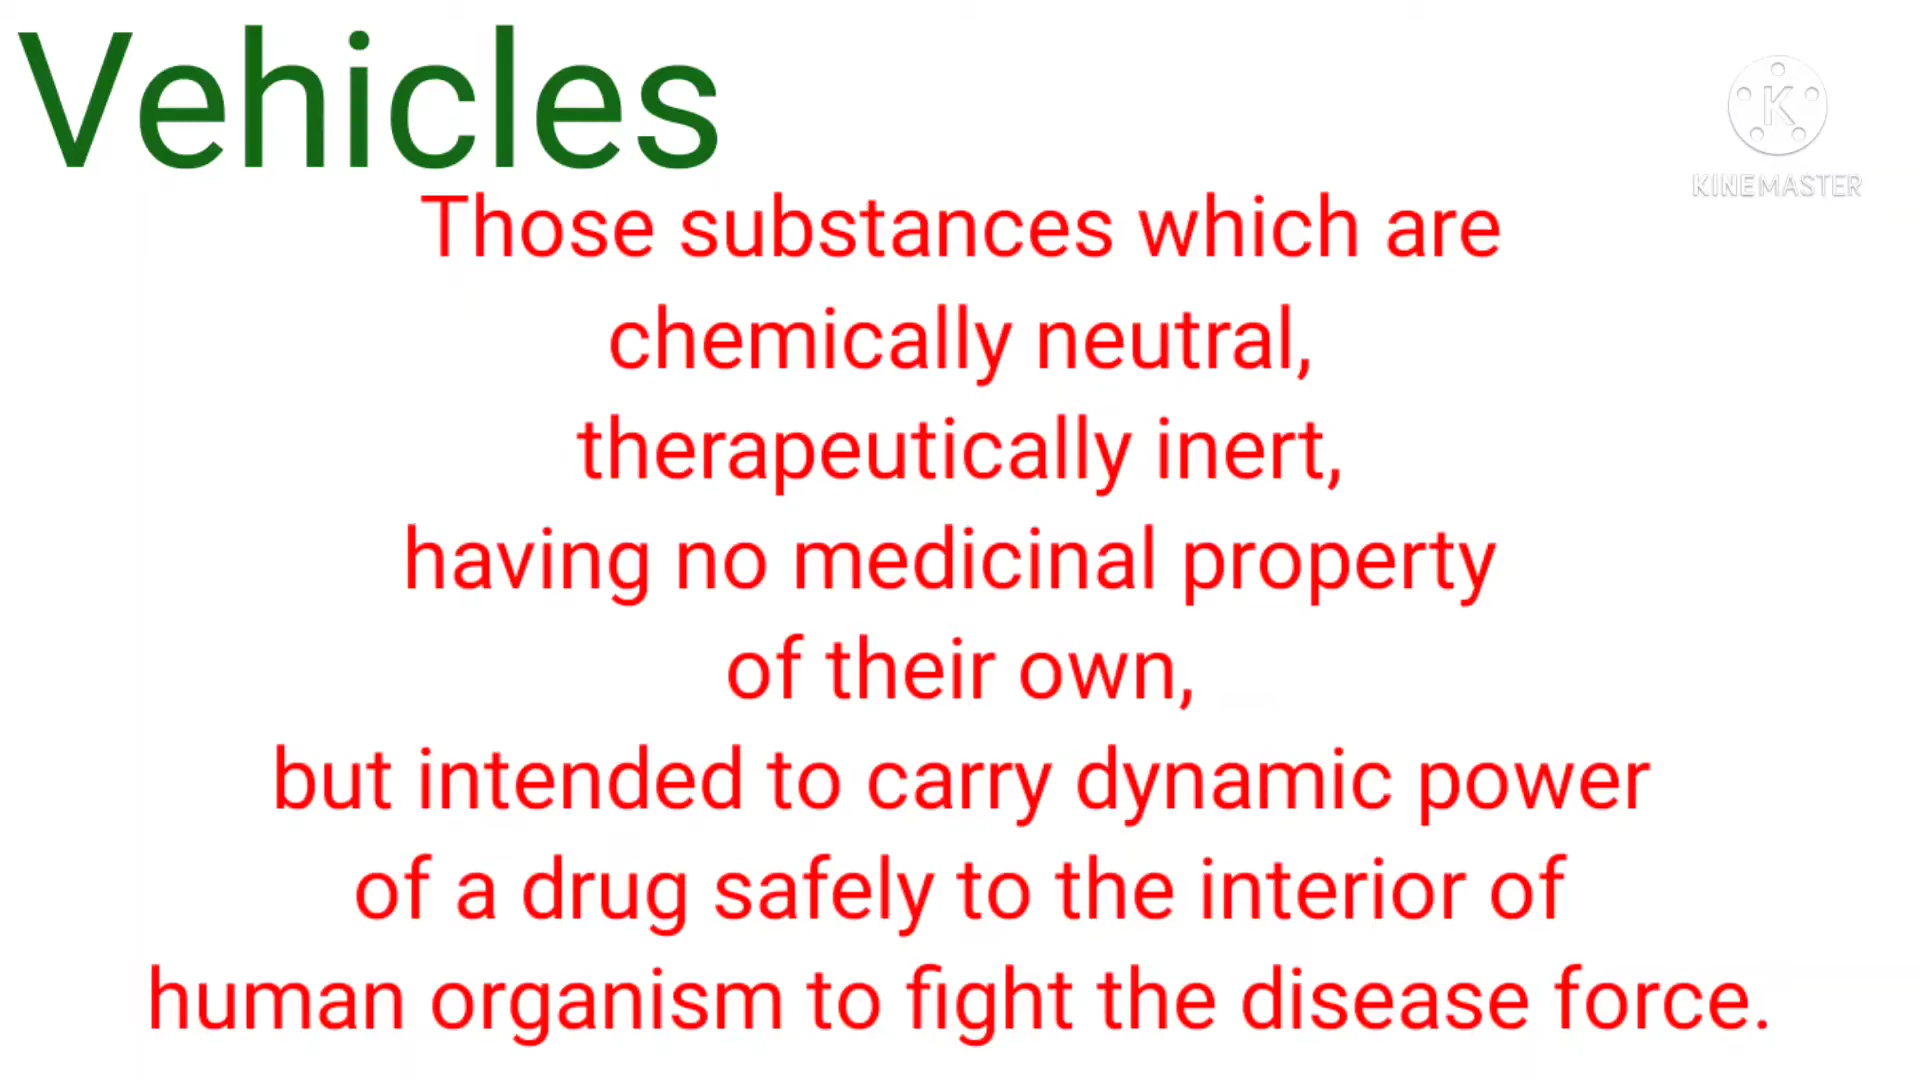 Vehicles
K
KINEMASTER
Those substances which are
chemically neutral,
therapeutically inert,
having no medicinal property
of their own,
but intended to carry dynamic power
of a drug safely to the interior of
human organism to fight the disease force.